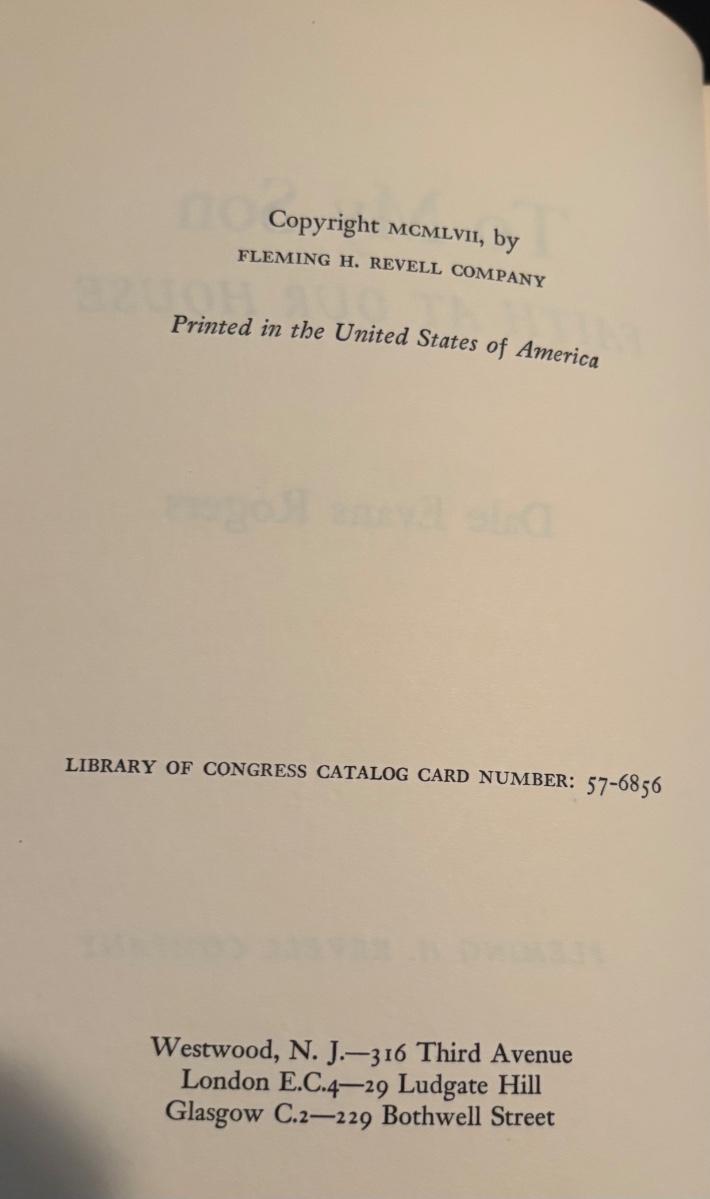 Copyright MCMLVII, by
FLEMING H. REVELL COMPANY
Printed in the United States of America
LIBRARY OF CONGRESS CATALOG CARD NUMBER: 57-6856
Westwood, N. J.—316 Third Avenue
London E.C.4—29 Ludgate Hill
Glasgow C.2—229 Bothwell Street